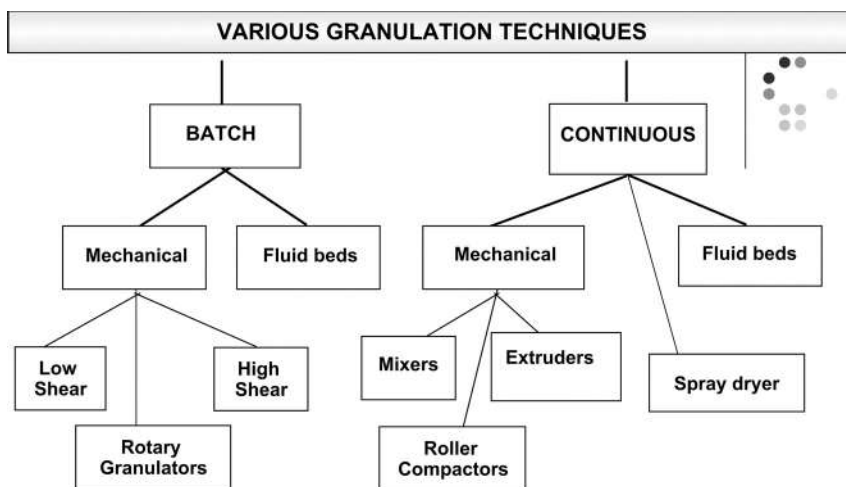 VARIOUS GRANULATION TECHNIQUES
BATCH
CONTINUOUS
Mechanical
Fluid beds
Mechanical
Fluid beds
Low
Shear
High
Shear
Mixers
Extruders
Spray dryer
Rotary
Granulators
Roller
Compactors